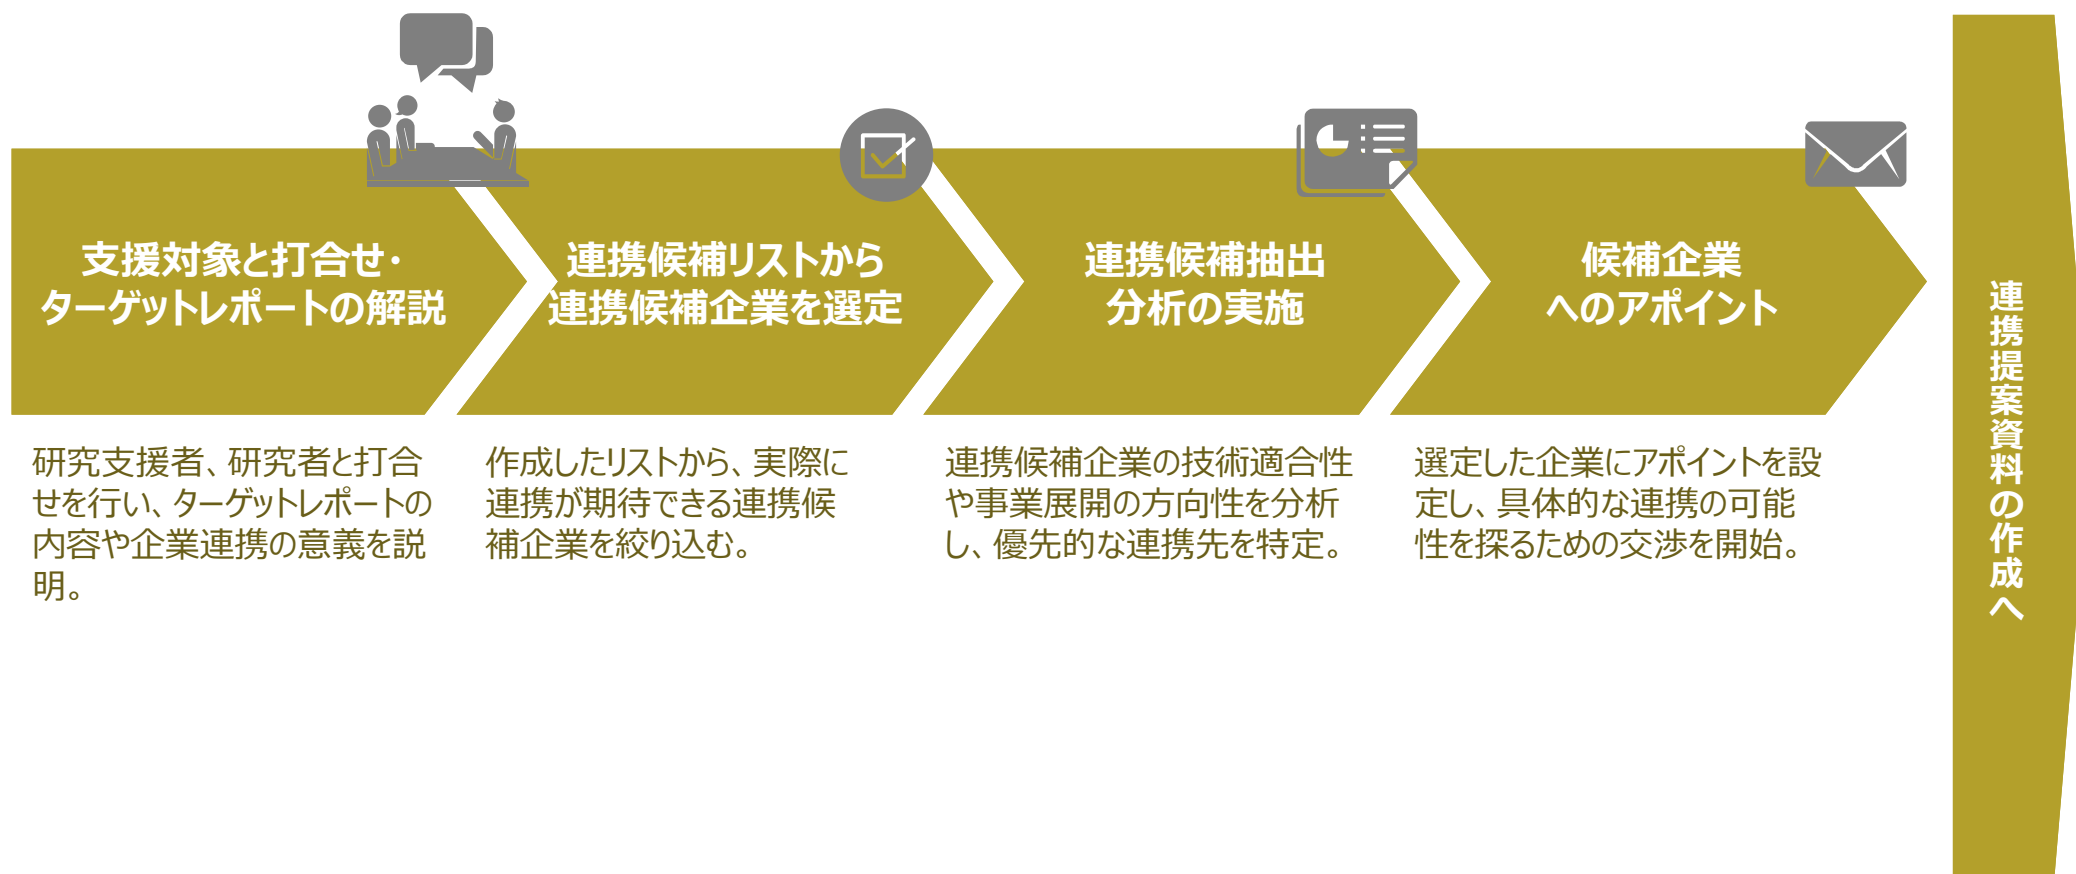 支援対象と打合せ・
ターゲットレポートの解説
研究支援者、研究者と打合
せを行い、ターゲットレポートの
内容や企業連携の意義を説
明。
連携候補リストから
連携候補企業を選定
作成したリストから、実際に
連携が期待できる連携候
補企業を絞り込む。
連携候補抽出
分析の実施
連携候補企業の技術適合性
や事業展開の方向性を分析
し、優先的な連携先を特定。
候補企業
へのアポイント
選定した企業にアポイントを設
定し、具体的な連携の可能
性を探るための交渉を開始。
連携提案資料の作成へ